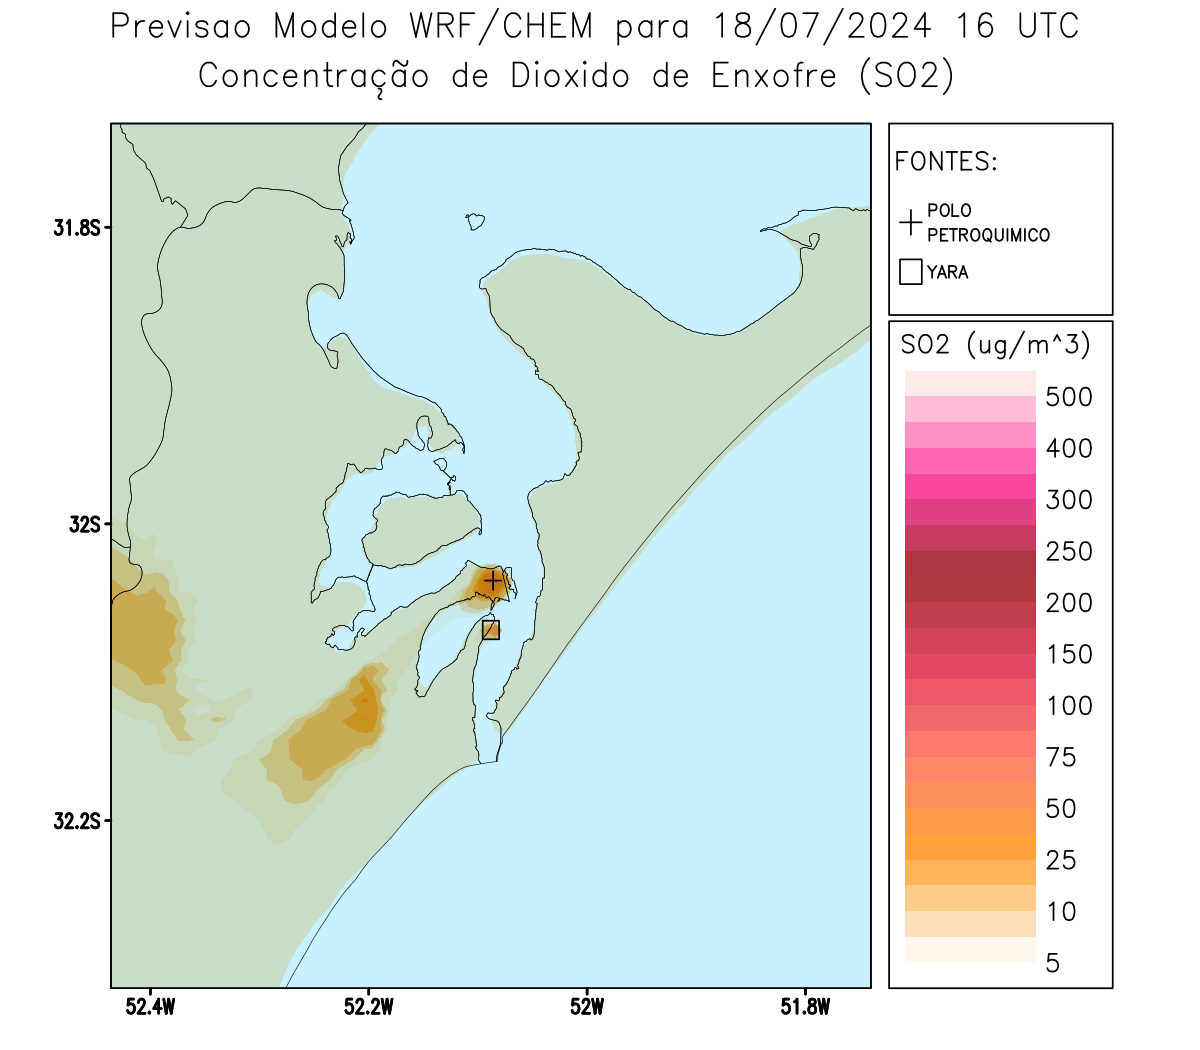 Previsao Modelo WRF/CHEM para 18/07/2024 16 UTC
Concentração de Dioxido de Enxofre (SO2)
FONTES:
POLO
PETROQUIMICO
YARA
SO2 (ug/m^3)
500
400
300
250
200
150
100
75
50
25
10
5
31.8S
32S
32.2S
52.4W
52.2W
52W
51.8W